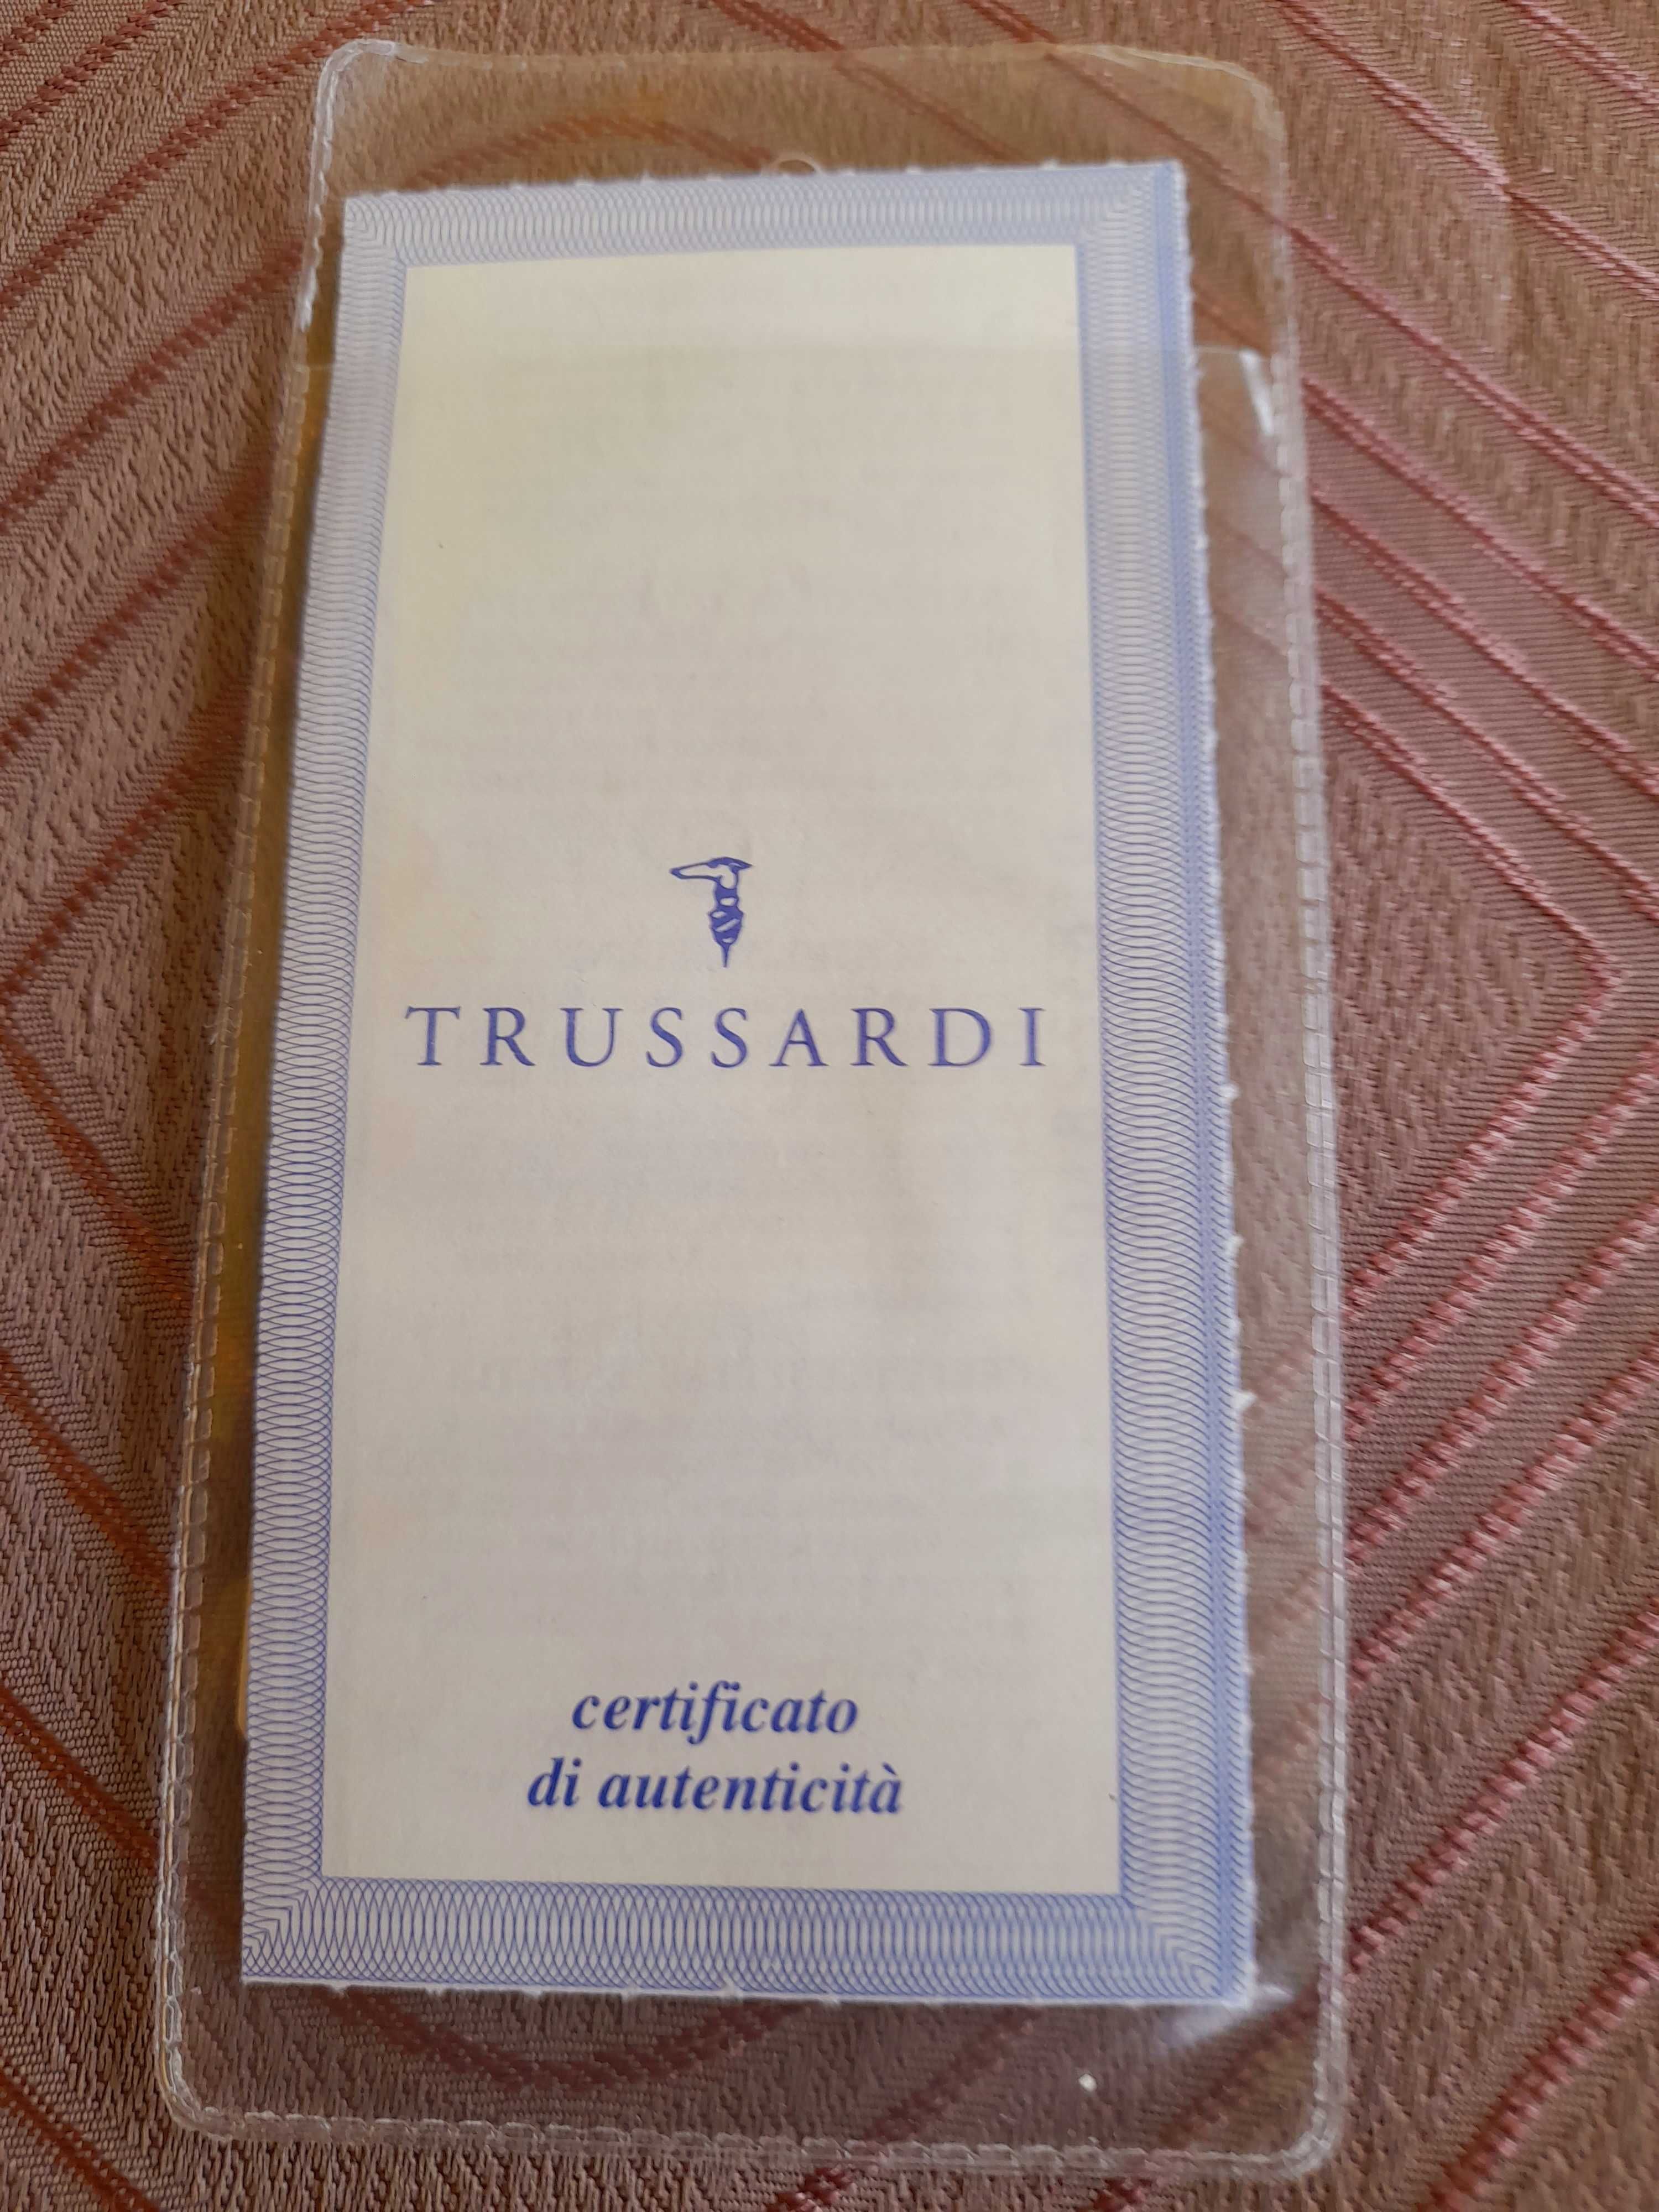 TRUSSARDI
certificato
di autenticità